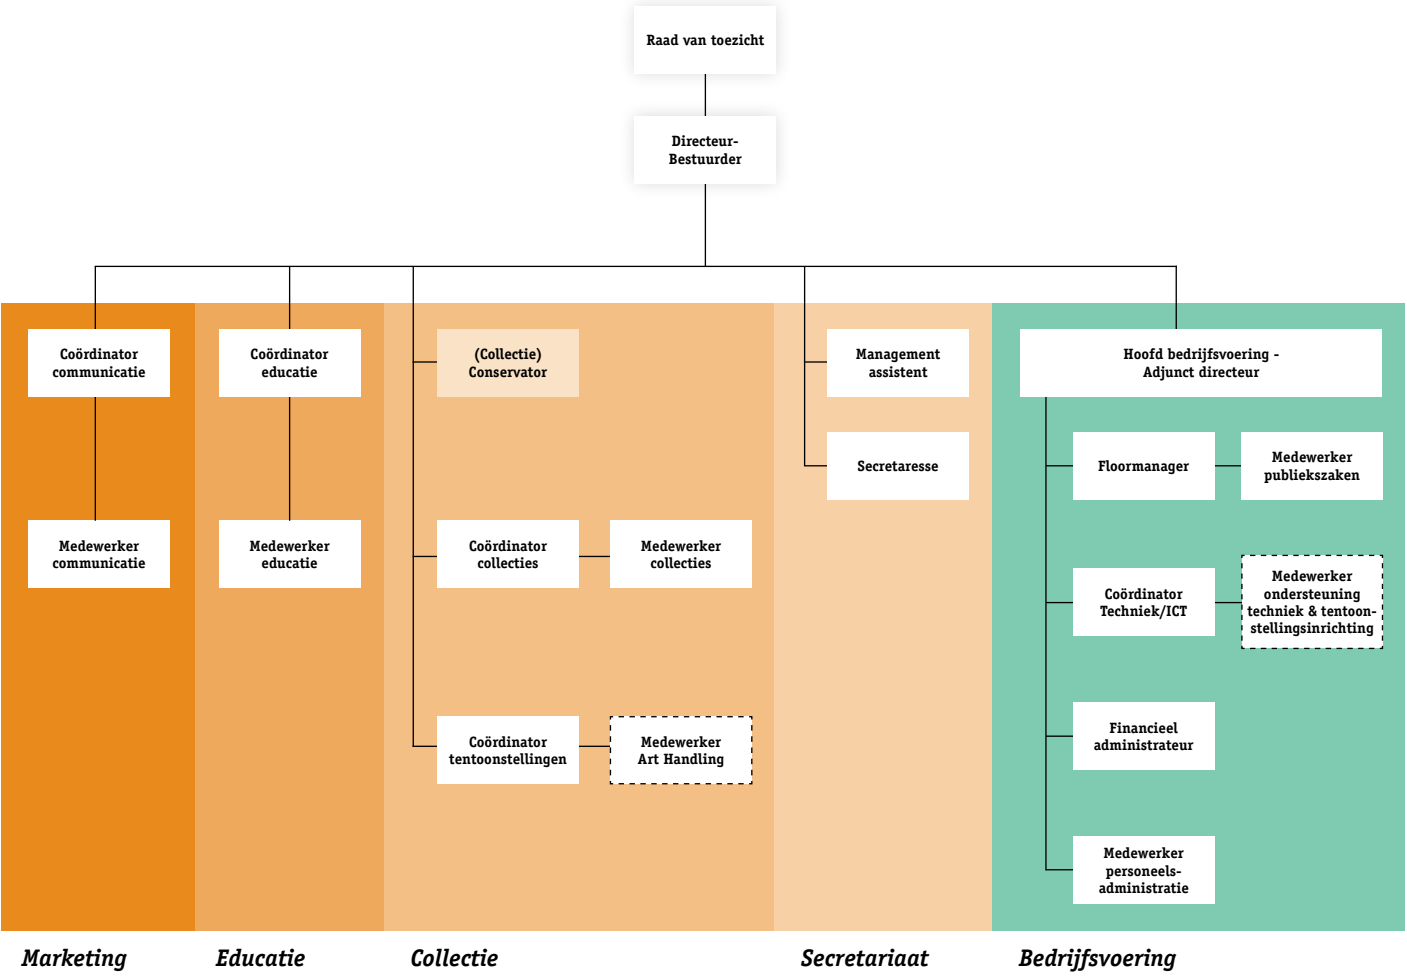 Raad van toezicht
Directeur-
Bestuurder
Coördinator
communicatie
Coördinator
educatie
(Collectie)
Conservator
Management
assistent
Hoofd bedrijfsvoering -
Adjunct directeur
Secretaresse
Floormanager
Medewerker
publiekszaken
Medewerker
communicatie
Medewerker
educatie
Coördinator
collecties
Medewerker
collecties
Coördinator
Techniek/ICT
Medewerker
ondersteuning
techniek & tentoon-
stellingsinrichting
Coördinator
tentoonstellingen
Medewerker
Art Handling
Financieel
administrateur
Medewerker
personeels-
administratie
Marketing
Educatie
Collectie
Secretariaat
Bedrijfsvoering